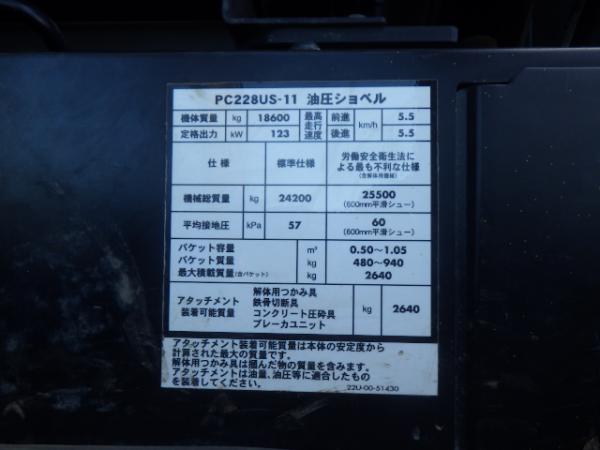 PC228US-11 油圧ショベル
機体質量 kg 18600 最高走行速度 前進 km/h 5.5
定格出力 kW 123 後進 5.5
仕様 標準仕様 労働安全衛生法による最も不利な仕様 (含解体用機械)
機械総質量 kg 24200 25500 (600mm平滑シュー)
平均接地圧 kPa 57 60 (600mm平滑シュー)
バケット容量 m³ 0.50～1.05
バケット質量 kg 480～940
最大積載質量(含バケット) kg 2640
アタッチメント装着可能質量 解体用つかみ具 kg 2640
鉄骨切断具
コンクリート圧砕具
ブレーカユニット
アタッチメント装着可能質量は本体の安定度から
計算された最大の質量です。
解体用つかみ具は掴んだ物の質量を含みます。
アタッチメントは油量、油圧等に適合したもの
を装着してください。
22U-00-51430